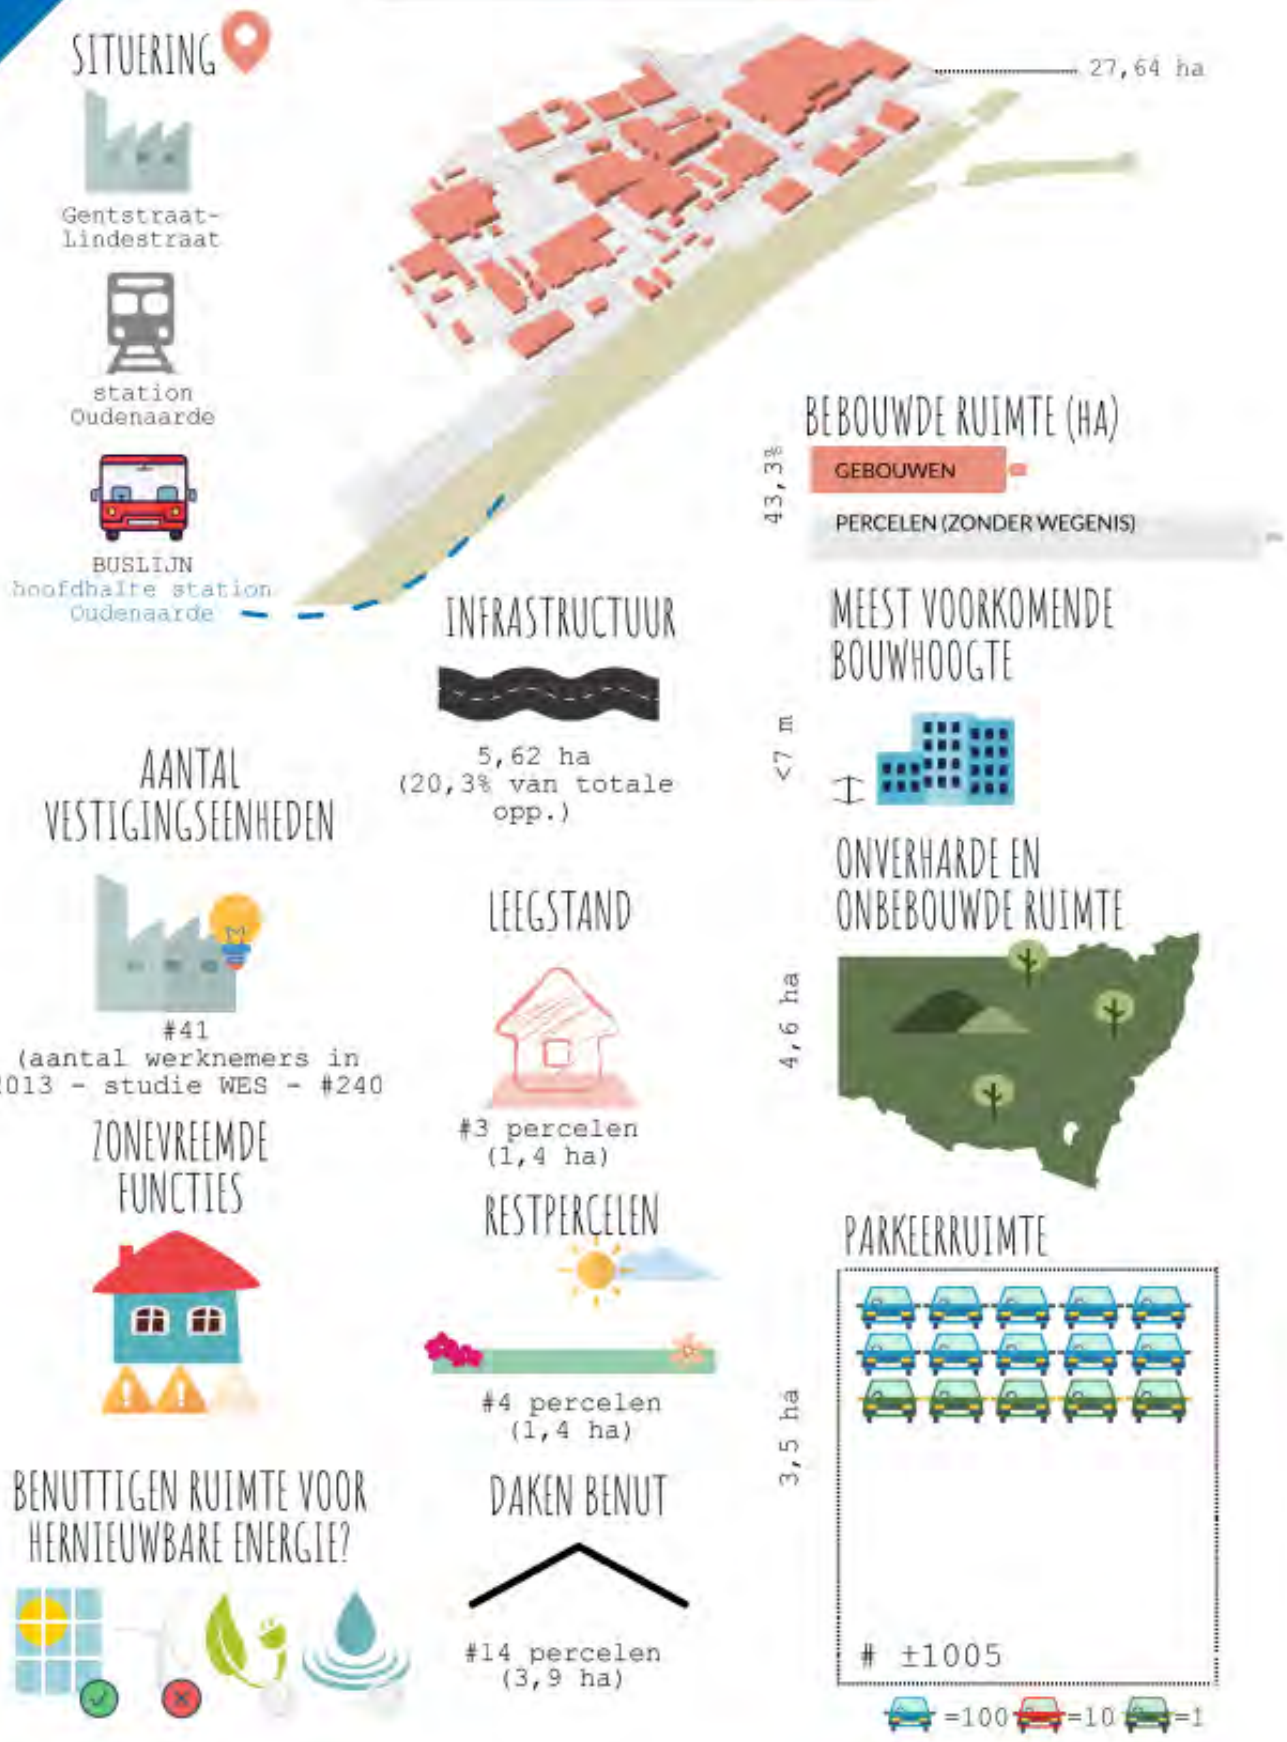 SITUERING
27,64 ha
Gentstraat-
Lindestraat
station
Oudenaarde
BUSLIJN
hoofdhalte station
Oudenaarde
BEBOUWDE RUIMTE (HA)
43,3%
GEBOUWEN
PERCELEN (ZONDER WEGENIS)
INFRASTRUCTUUR
5,62 ha
(20,3% van totale
opp.)
MEEST VOORKOMENDE
BOUWHOOGTE
<7 m
AANTAL
VESTIGINGSEENHEDEN
#41
(aantal werknemers in
2013 - studie WES - #240
LEEGSTAND
#3 percelen
(1,4 ha)
ONVERHARDE EN
ONBEBOUWDE RUIMTE
4,6 ha
ZONEVREEMDE
FUNCTIES
RESTPERCELEN
#4 percelen
(1,4 ha)
PARKEERRUIMTE
3,5 ha
# ±1005
=100 =10 =1
BENUTTIGEN RUIMTE VOOR
HERNIEUWBARE ENERGIE?
DAKEN BENUT
#14 percelen
(3,9 ha)